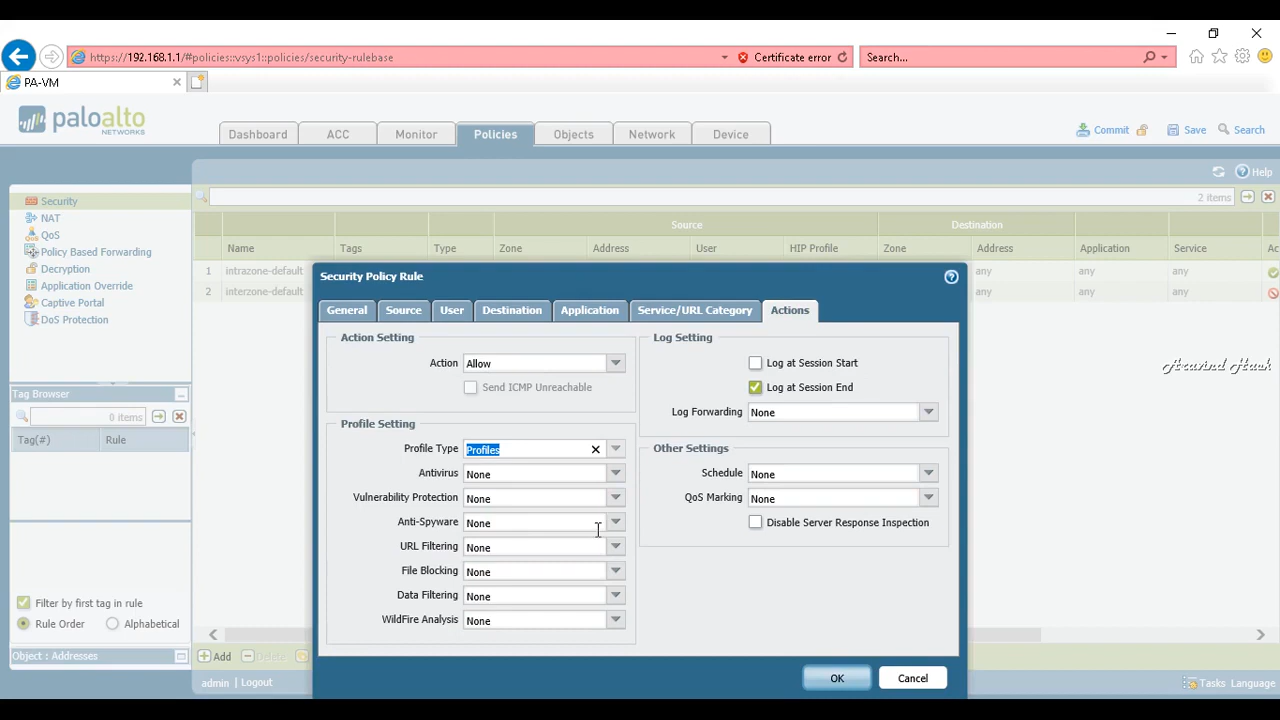 https://192.168.1.1/#policies::vsys1::policies/security-rulebase
Certificate error
Search...
PA-VM
paloalto
NETWORKS
Dashboard
ACC
Monitor
Policies
Objects
Network
Device
Commit
Save
Search
Help
Security
NAT
QoS
Policy Based Forwarding
Decryption
Application Override
Captive Portal
DoS Protection
2 items
Source
Destination
Name
Tags
Type
Zone
Address
User
HIP Profile
Zone
Address
Application
Service
Ac
1 intrazone-default any any any
2 interzone-default any any any
Tag Browser
0 items
Tag(#)
Rule
Filter by first tag in rule
Rule Order
Alphabetical
Object : Addresses
Add
Delete
admin | Logout
Tasks
Language
Security Policy Rule
General
Source
User
Destination
Application
Service/URL Category
Actions
Action Setting
Action Allow
Send ICMP Unreachable
Profile Setting
Profile Type Profiles
Antivirus None
Vulnerability Protection None
Anti-Spyware None
URL Filtering None
File Blocking None
Data Filtering None
WildFire Analysis None
Log Setting
Log at Session Start
Log at Session End
Log Forwarding None
Other Settings
Schedule None
QoS Marking None
Disable Server Response Inspection
OK
Cancel